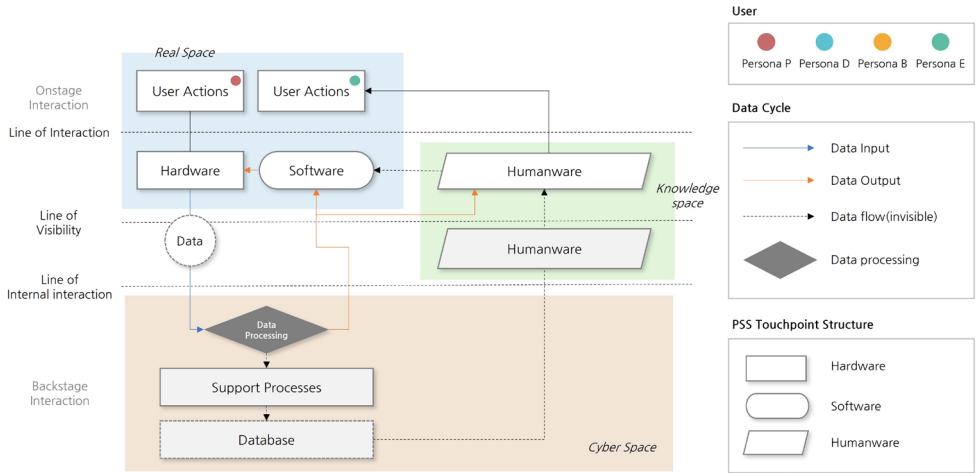 Real Space
User Actions
User Actions
Onstage
Interaction
Line of Interaction
Hardware
Software
Humanware
Knowledge
space
Line of
Visibility
Data
Humanware
Line of
Internal interaction
Data
Processing
Support Processes
Backstage
Interaction
Database
Cyber Space
User
Persona P
Persona D
Persona B
Persona E
Data Cycle
Data Input
Data Output
Data flow(invisible)
Data processing
PSS Touchpoint Structure
Hardware
Software
Humanware